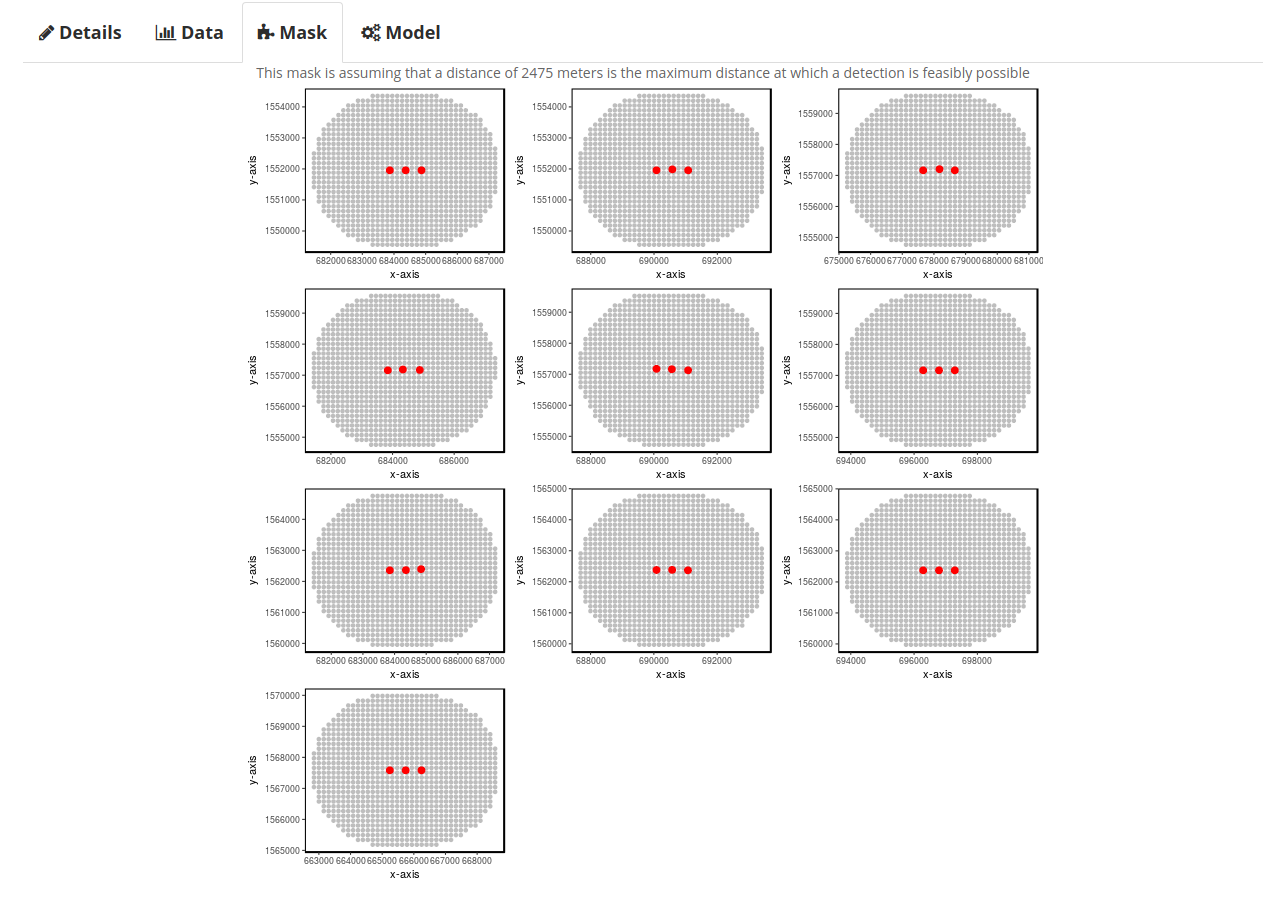 Details Data Mask Model
This mask is assuming that a distance of 2475 meters is the maximum distance at which a detection is feasibly possible
1554000
1553000
1552000
1551000
1550000
y-axis
682000 683000 684000 685000 686000 687000
x-axis
1554000
1553000
1552000
1551000
1550000
y-axis
688000 690000 692000
x-axis
1559000
1558000
1557000
1556000
1555000
y-axis
675000 676000 677000 678000 679000 680000 681000
x-axis
1559000
1558000
1557000
1556000
1555000
y-axis
682000 684000 686000
x-axis
1559000
1558000
1557000
1556000
1555000
y-axis
688000 690000 692000
x-axis
1559000
1558000
1557000
1556000
1555000
y-axis
694000 696000 698000
x-axis
1564000
1563000
1562000
1561000
1560000
y-axis
682000 683000 684000 685000 686000 687000
x-axis
1565000
1564000
1563000
1562000
1561000
1560000
y-axis
688000 690000 692000
x-axis
1565000
1564000
1563000
1562000
1561000
1560000
y-axis
694000 696000 698000
x-axis
1570000
1569000
1568000
1567000
1566000
1565000
y-axis
663000 664000 665000 666000 667000 668000
x-axis